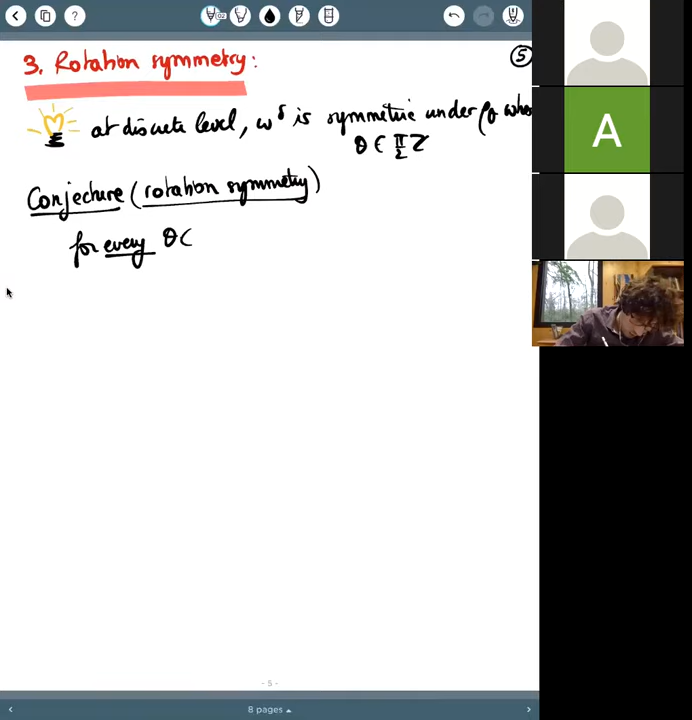 3. Rotation symmetry:
⑤
at discrete level, ω^δ is symmetric under ρ_θ whe
θ ∈ π/2 ℤ
Conjecture (rotation symmetry)
for every θ ∈
A
- 5 -
8 pages